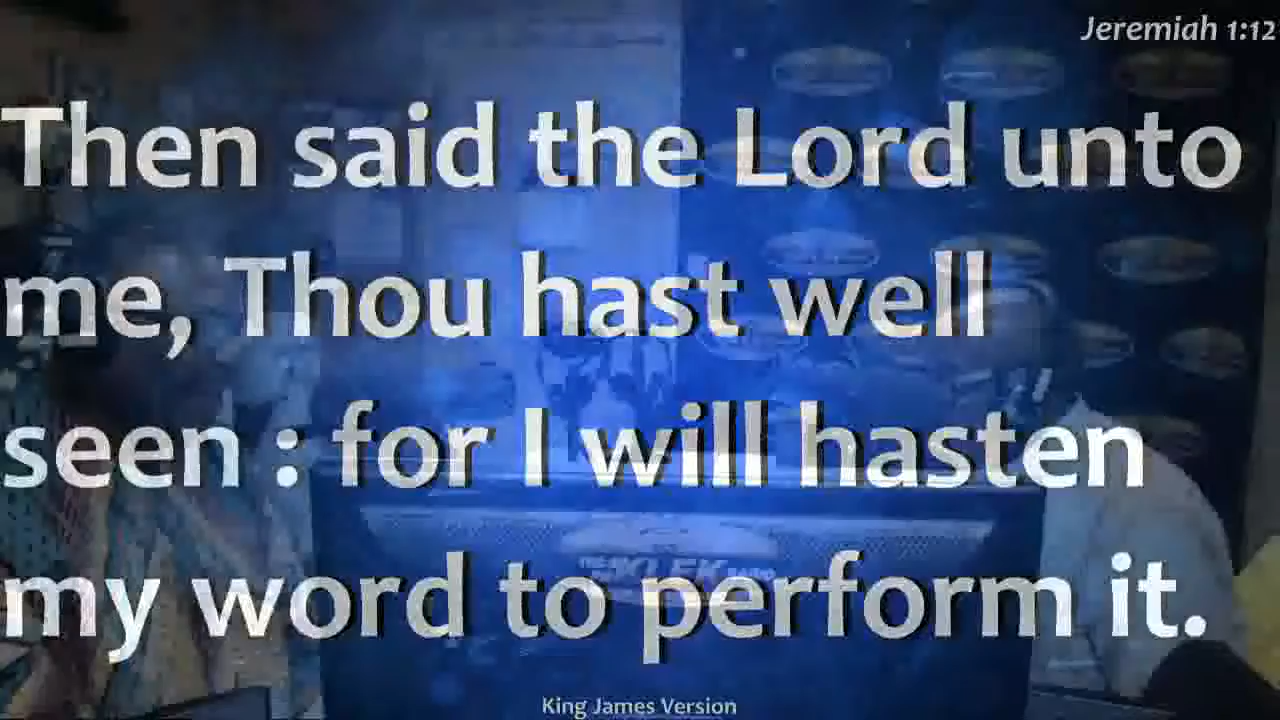 Jeremiah 1:12
Then said the Lord unto
me, Thou hast well
seen : for I will hasten
my word to perform it.
KLEK
King James Version